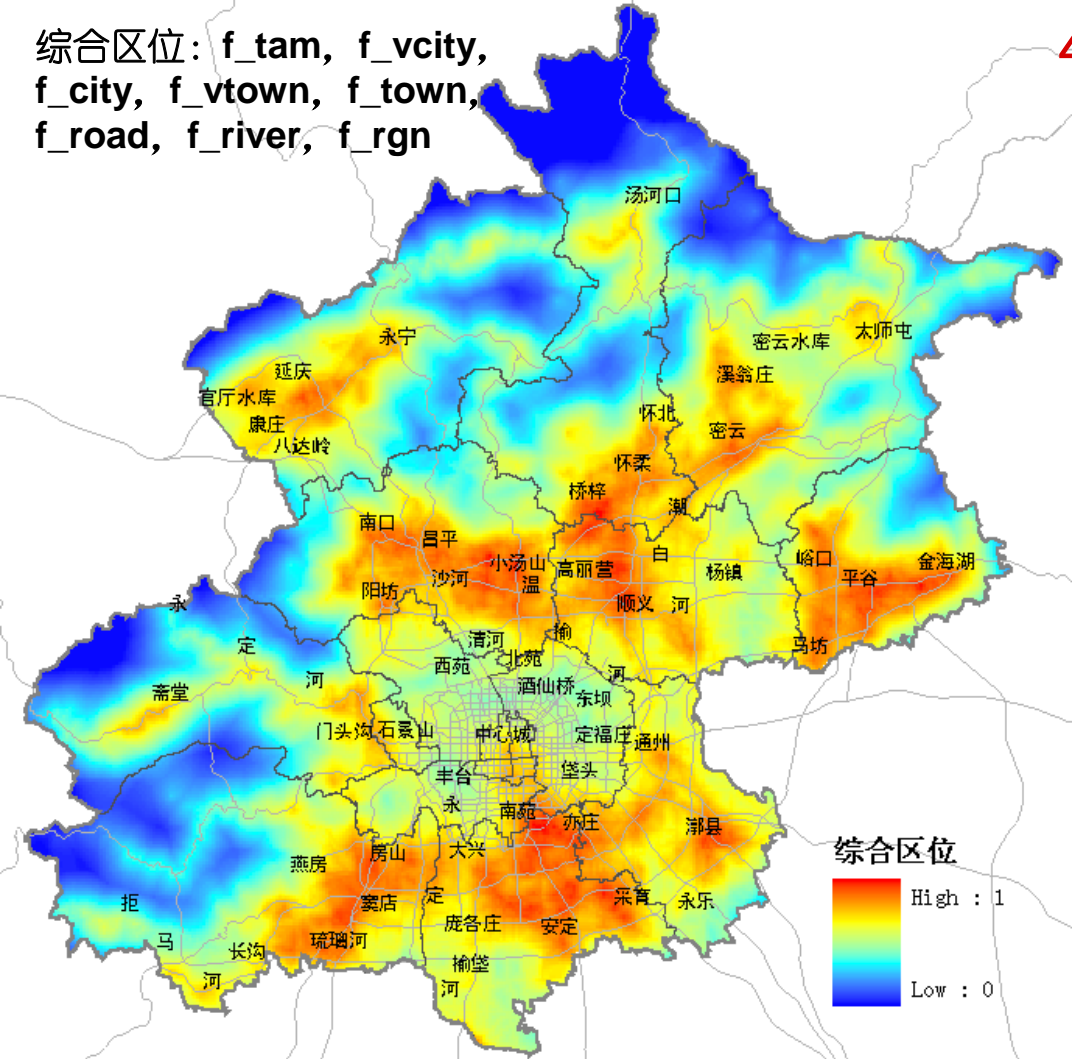 综合区位：f_tam，f_vcity，
f_city，f_vtown，f_town，
f_road，f_river，f_rgn
汤河口
永宁
密云水库
太师屯
延庆
溪翁庄
官厅水库
怀北
康庄
密云
八达岭
怀柔
桥梓
潮
南口
昌平
白
小汤山
高丽营
峪口
金海湖
杨镇
沙河
平谷
温
阳坊
顺义
河
永
榆
清河
马坊
定
北苑
西苑
河
河
酒仙桥
斋堂
东坝
门头沟
石景山
中心城
定福庄
通州
垡头
丰台
永
南苑
亦庄
漷县
大兴
房山
燕房
定
采育
窦店
永乐
拒
庞各庄
安定
琉璃河
马
长沟
榆垡
河
河
综合区位
High : 1
Low : 0